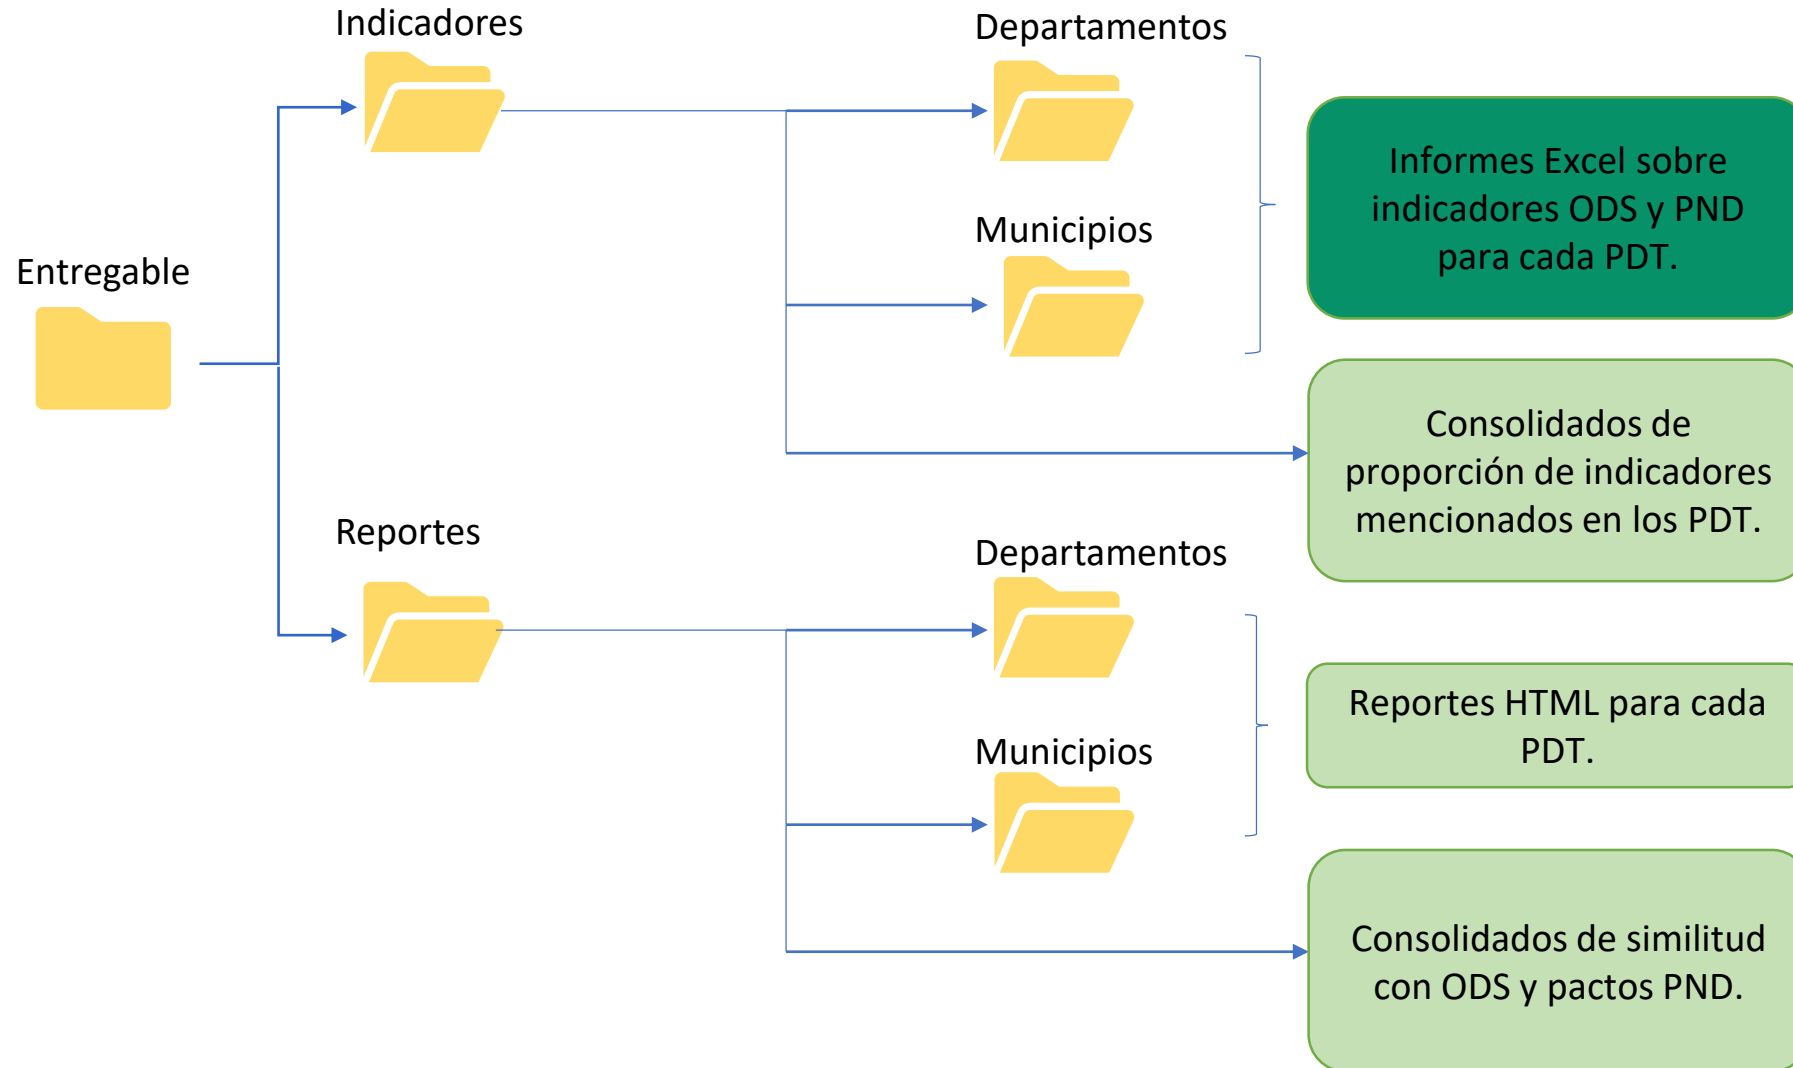 Entregable
Indicadores
Departamentos
Municipios
Informes Excel sobre
indicadores ODS y PND
para cada PDT.
Consolidados de
proporción de indicadores
mencionados en los PDT.
Reportes
Departamentos
Municipios
Reportes HTML para cada
PDT.
Consolidados de similitud
con ODS y pactos PND.